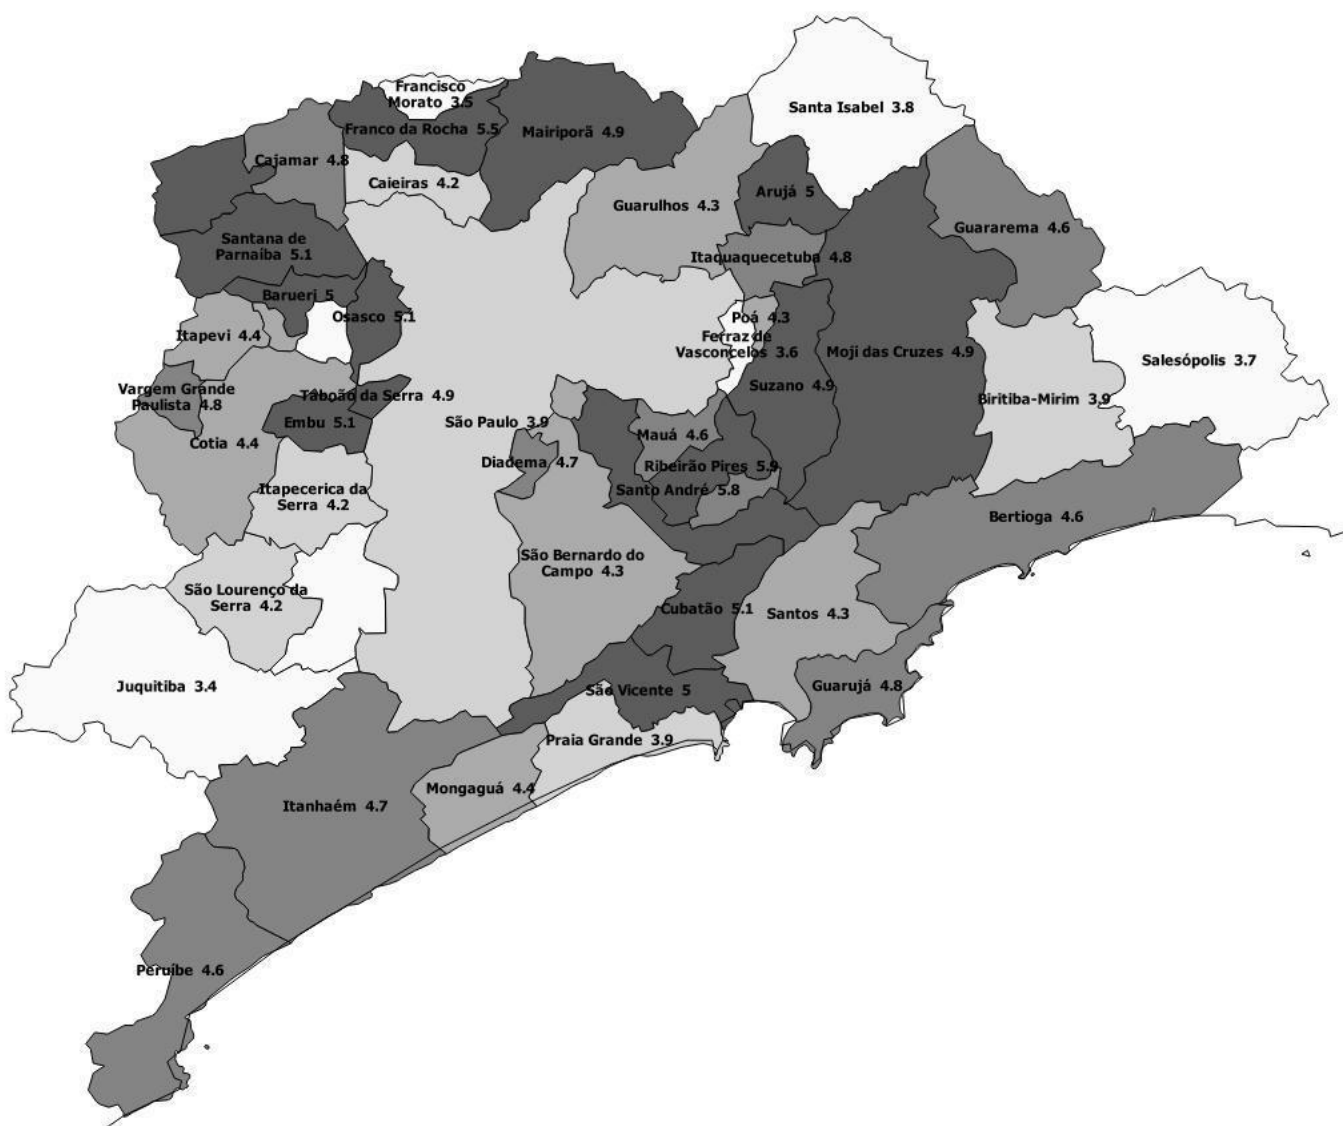 Francisco
Morato 3.5
Santa Isabel 3.8
Franco da Rocha 5.5
Mairiporã 4.9
Cajamar 4.8
Caieiras 4.2
Arujá 5
Guarulhos 4.3
Guararema 4.6
Santana de
Parnaíba 5.1
Itaquaquecetuba 4.8
Barueri 5
Osasco 5.1
Poá 4.3
Itapevi 4.4
Ferraz de
Vasconcelos 3.6
Moji das Cruzes 4.9
Salesópolis 3.7
Vargem Grande
Paulista 4.8
Taboão da Serra 4.9
Suzano 4.9
Biritiba-Mirim 3.9
Embu 5.1
São Paulo 3.9
Mauá 4.6
Cotia 4.4
Diadema 4.7
Ribeirão Pires 5.9
Itapecerica da
Serra 4.2
Santo André 5.8
Bertioga 4.6
São Bernardo do
Campo 4.3
São Lourenço da
Serra 4.2
Cubatão 5.1
Santos 4.3
Juquitiba 3.4
São Vicente 5
Guarujá 4.8
Praia Grande 3.9
Mongaguá 4.4
Itanhaém 4.7
Peruíbe 4.6